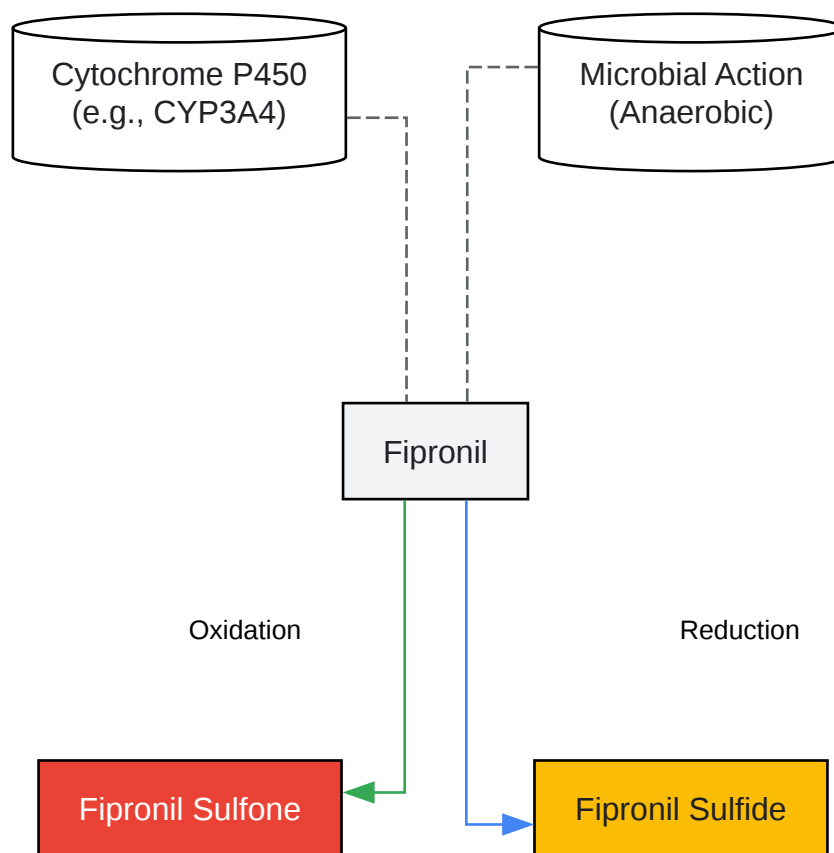 Cytochrome P450
(e.g., CYP3A4)
Microbial Action
(Anaerobic)
Fipronil
Oxidation
Reduction
Fipronil Sulfone
Fipronil Sulfide